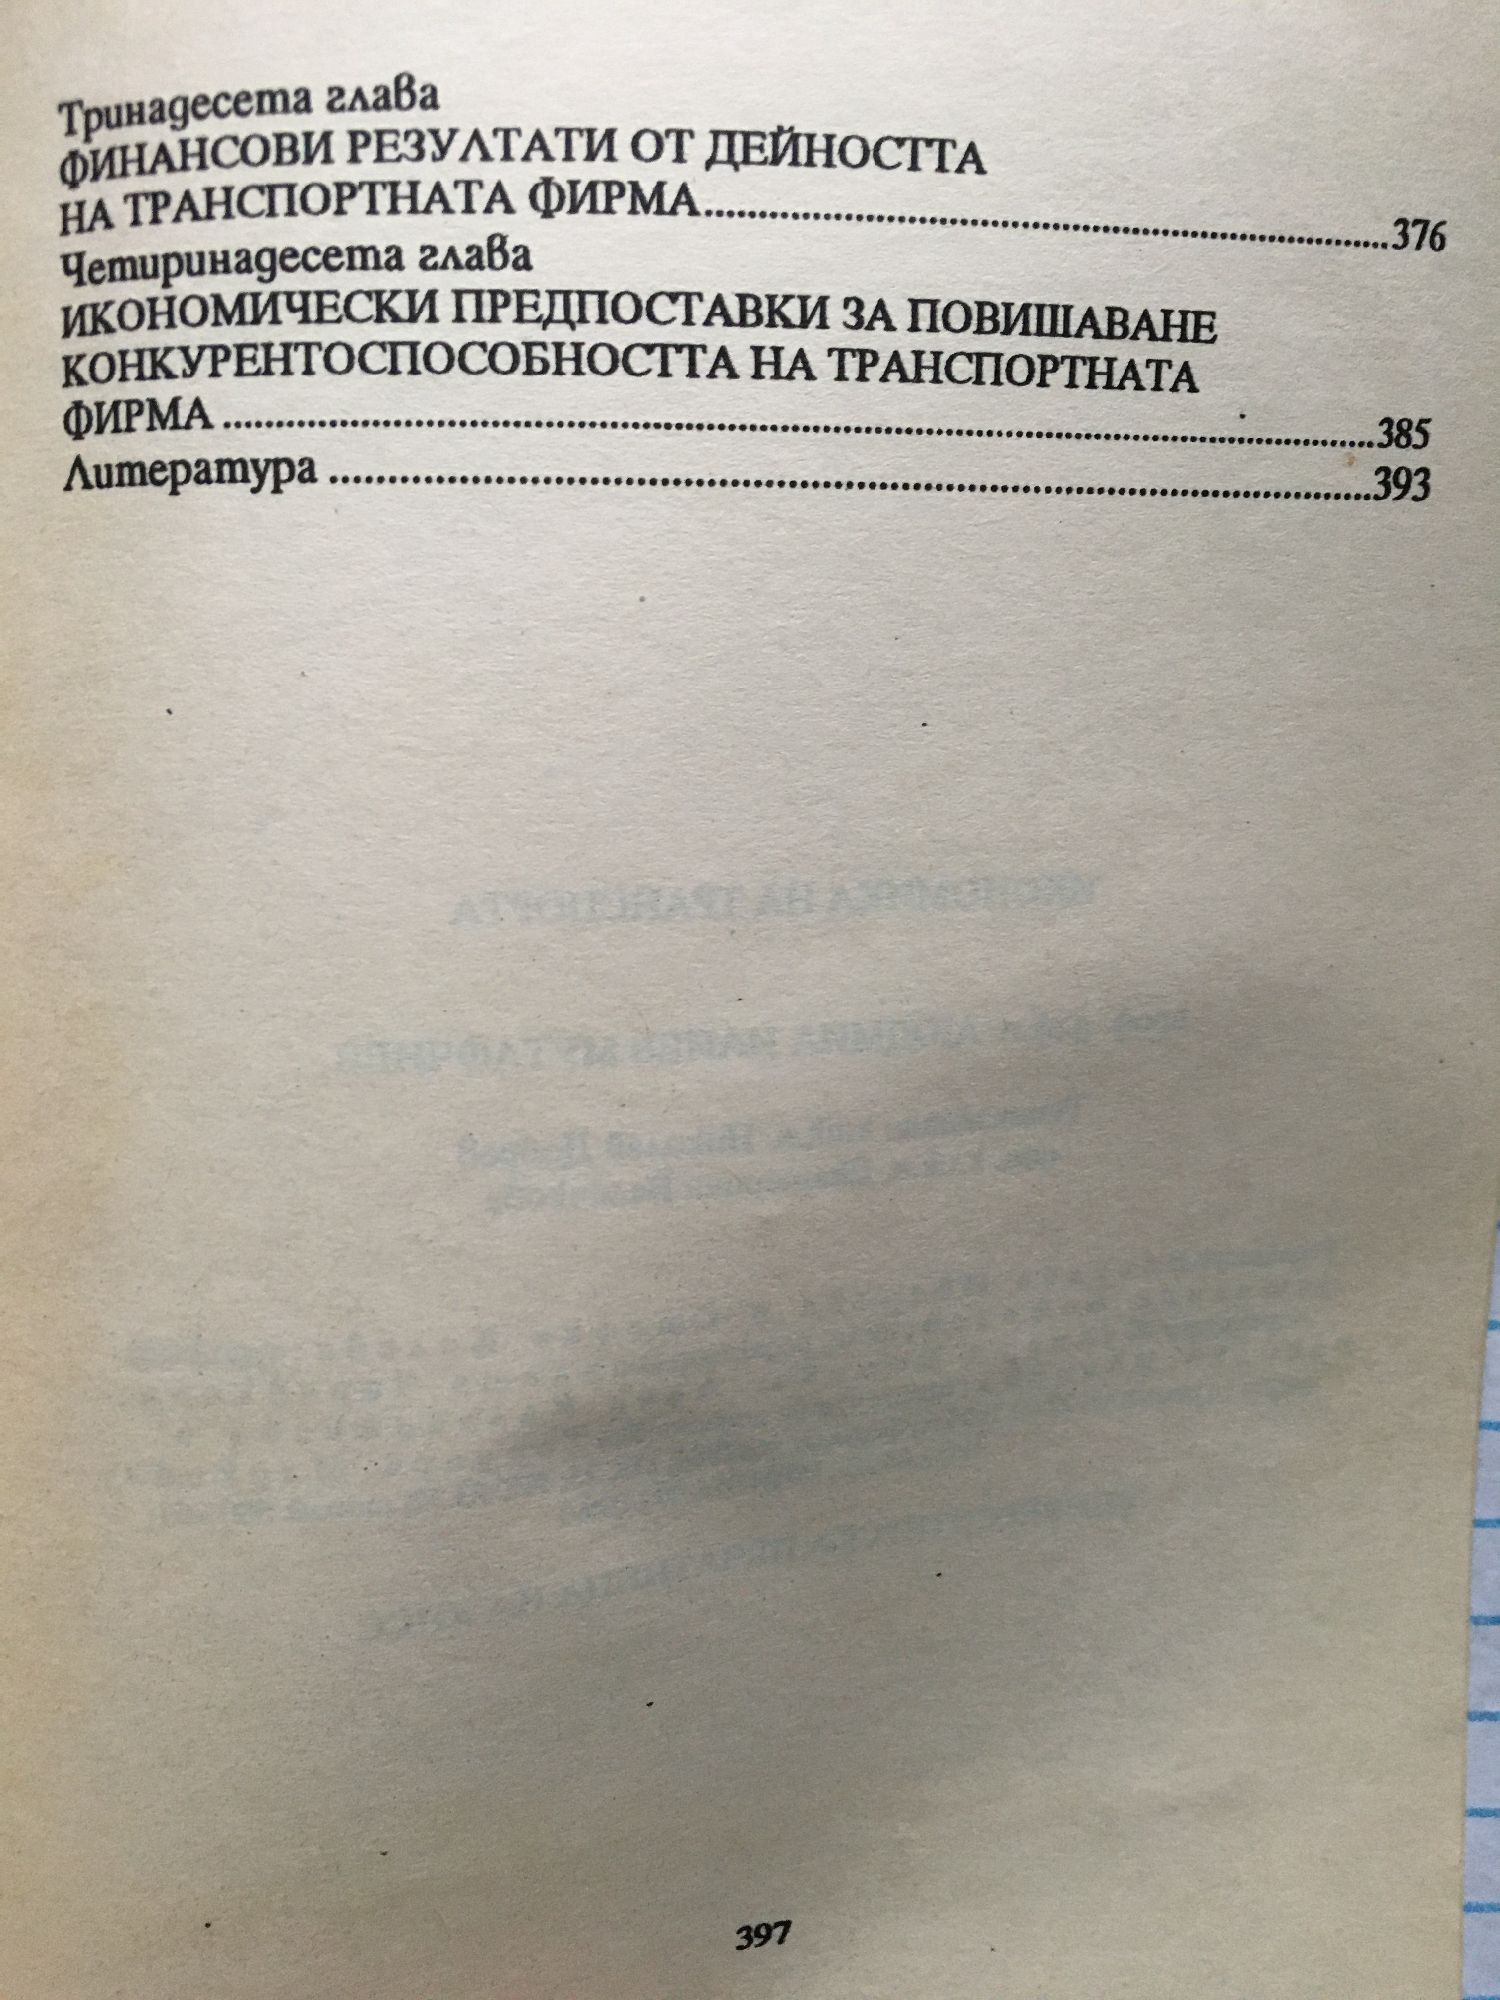 Тринадесета глава
ФИНАНСОВИ РЕЗУЛТАТИ ОТ ДЕЙНОСТТА
НА ТРАНСПОРТНАТА ФИРМА..........376
Четиринадесета глава
ИКОНОМИЧЕСКИ ПРЕДПОСТАВКИ ЗА ПОВИШАВАНЕ
КОНКУРЕНТОСПОСОБНОСТТА НА ТРАНСПОРТНАТА
ФИРМА ..........385
Литература ..........393
397